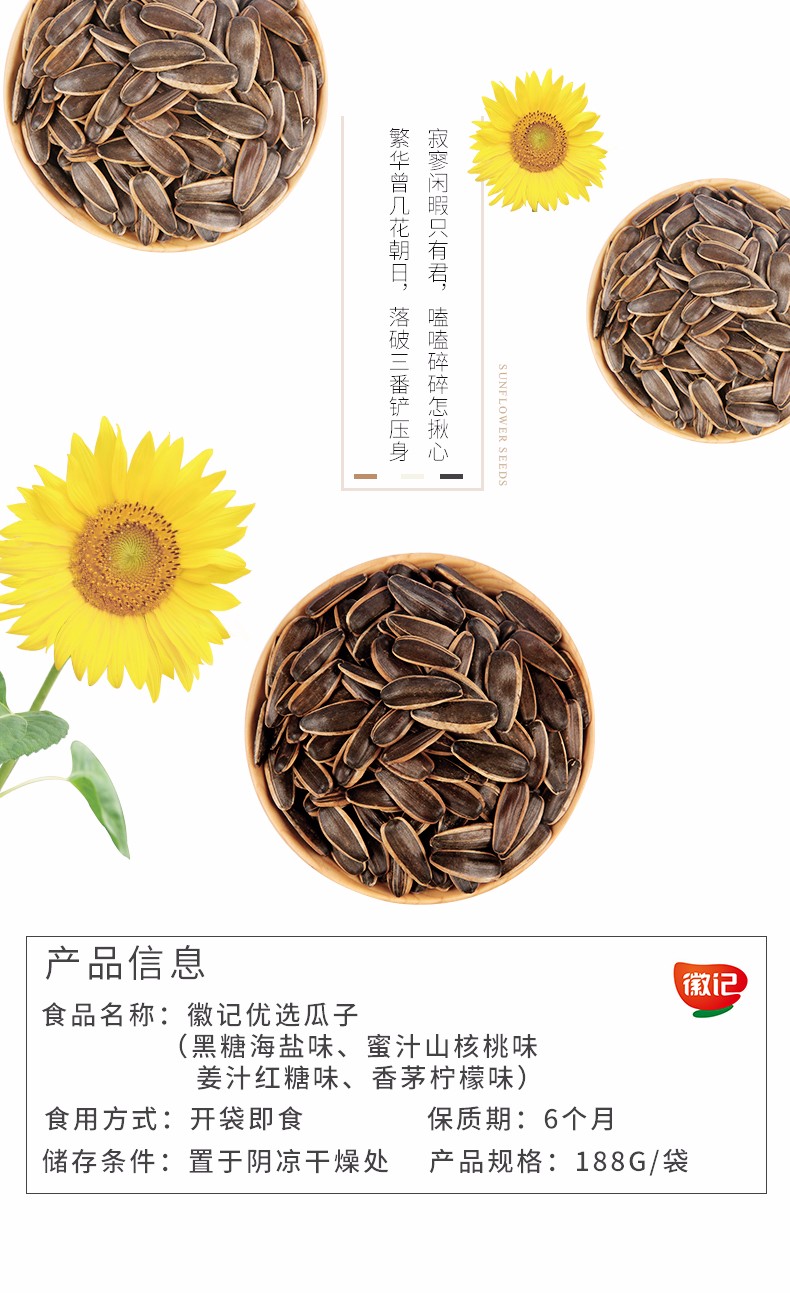 寂寥闲暇只有君，嗑嗑碎碎怎揪心
繁华曾几花朝日，落破三番铲压身
SUNFLOWER SEEDS
产品信息
徽记
食品名称：徽记优选瓜子
（黑糖海盐味、蜜汁山核桃味
姜汁红糖味、香茅柠檬味）
食用方式：开袋即食 保质期：6个月
储存条件：置于阴凉干燥处 产品规格：188G/袋